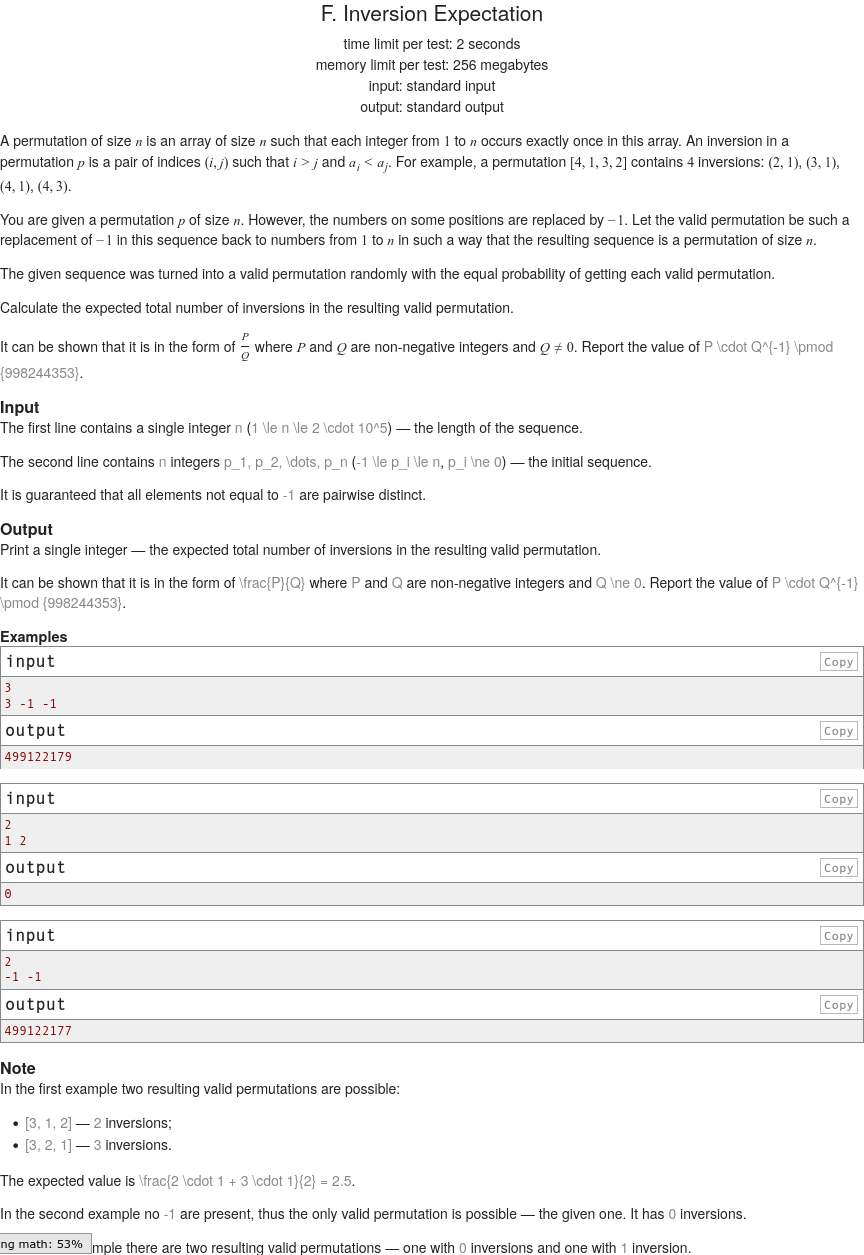 F. Inversion Expectation
time limit per test: 2 seconds
memory limit per test: 256 megabytes
input: standard input
output: standard output
A permutation of size n is an array of size n such that each integer from 1 to n occurs exactly once in this array. An inversion in a
permutation p is a pair of indices (i, j) such that i > j and a_i < a_j. For example, a permutation [4, 1, 3, 2] contains 4 inversions: (2, 1), (3, 1),
(4, 1), (4, 3).
You are given a permutation p of size n. However, the numbers on some positions are replaced by −1. Let the valid permutation be such a
replacement of −1 in this sequence back to numbers from 1 to n in such a way that the resulting sequence is a permutation of size n.
The given sequence was turned into a valid permutation randomly with the equal probability of getting each valid permutation.
Calculate the expected total number of inversions in the resulting valid permutation.
It can be shown that it is in the form of P/Q where P and Q are non-negative integers and Q ≠ 0. Report the value of P \cdot Q^{-1} \pmod
{998244353}.
Input
The first line contains a single integer n (1 \le n \le 2 \cdot 10^5) — the length of the sequence.
The second line contains n integers p_1, p_2, \dots, p_n (-1 \le p_i \le n, p_i \ne 0) — the initial sequence.
It is guaranteed that all elements not equal to -1 are pairwise distinct.
Output
Print a single integer — the expected total number of inversions in the resulting valid permutation.
It can be shown that it is in the form of \frac{P}{Q} where P and Q are non-negative integers and Q \ne 0. Report the value of P \cdot Q^{-1}
\pmod {998244353}.
Examples
input Copy
3
3 -1 -1
output Copy
499122179
input Copy
2
1 2
output Copy
0
input Copy
2
-1 -1
output Copy
499122177
Note
In the first example two resulting valid permutations are possible:
• [3, 1, 2] — 2 inversions;
• [3, 2, 1] — 3 inversions.
The expected value is \frac{2 \cdot 1 + 3 \cdot 1}{2} = 2.5.
In the second example no -1 are present, thus the only valid permutation is possible — the given one. It has 0 inversions.
ng math: 53% mple there are two resulting valid permutations — one with 0 inversions and one with 1 inversion.